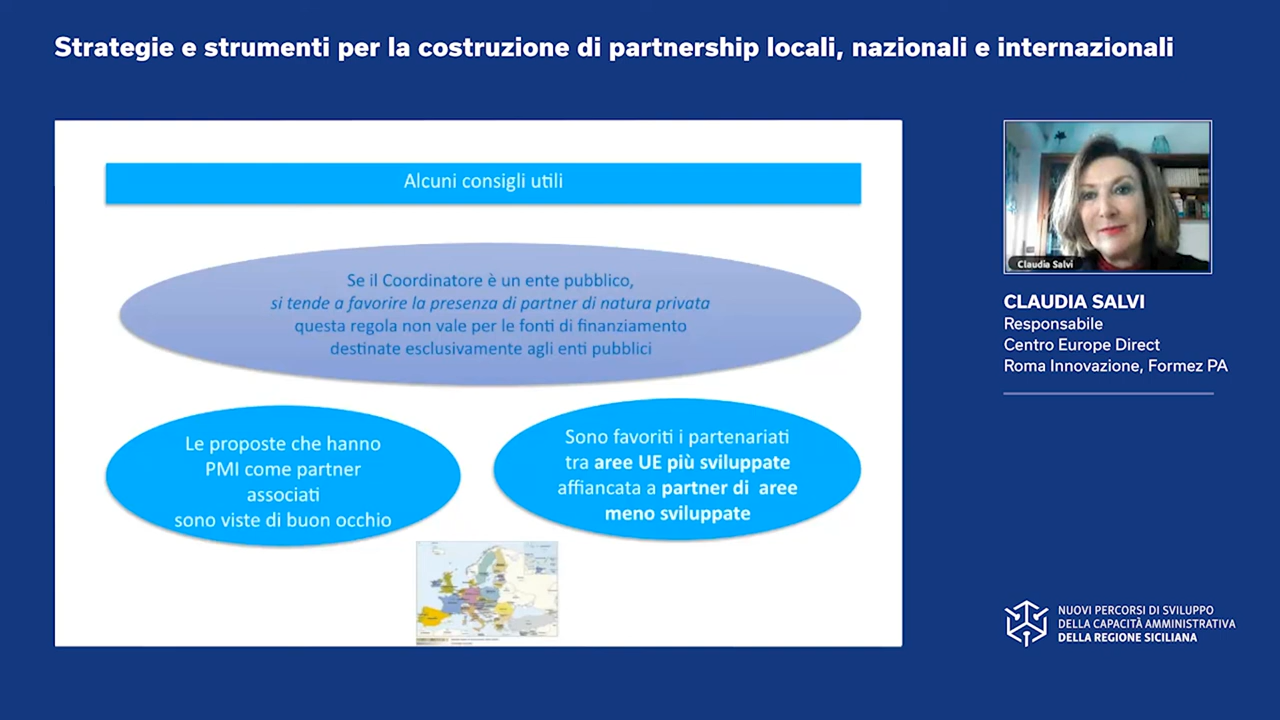 Strategie e strumenti per la costruzione di partnership locali, nazionali e internazionali
Alcuni consigli utili
Se il Coordinatore è un ente pubblico,
si tende a favorire la presenza di partner di natura privata
questa regola non vale per le fonti di finanziamento
destinate esclusivamente agli enti pubblici
Le proposte che hanno
PMI come partner
associati
sono viste di buon occhio
Sono favoriti i partenariati
tra aree UE più sviluppate
affiancata a partner di aree
meno sviluppate
Claudia Salvi
CLAUDIA SALVI
Responsabile
Centro Europe Direct
Roma Innovazione, Formez PA
NUOVI PERCORSI DI SVILUPPO
DELLA CAPACITÀ AMMINISTRATIVA
DELLA REGIONE SICILIANA